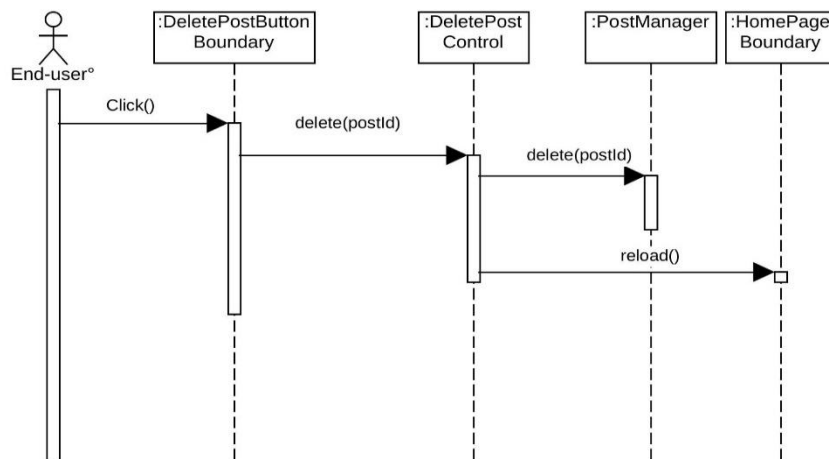 :DeletePostButton
Boundary
:DeletePost
Control
:PostManager
:HomePage
Boundary
End-user°
Click()
delete(postId)
delete(postId)
reload()